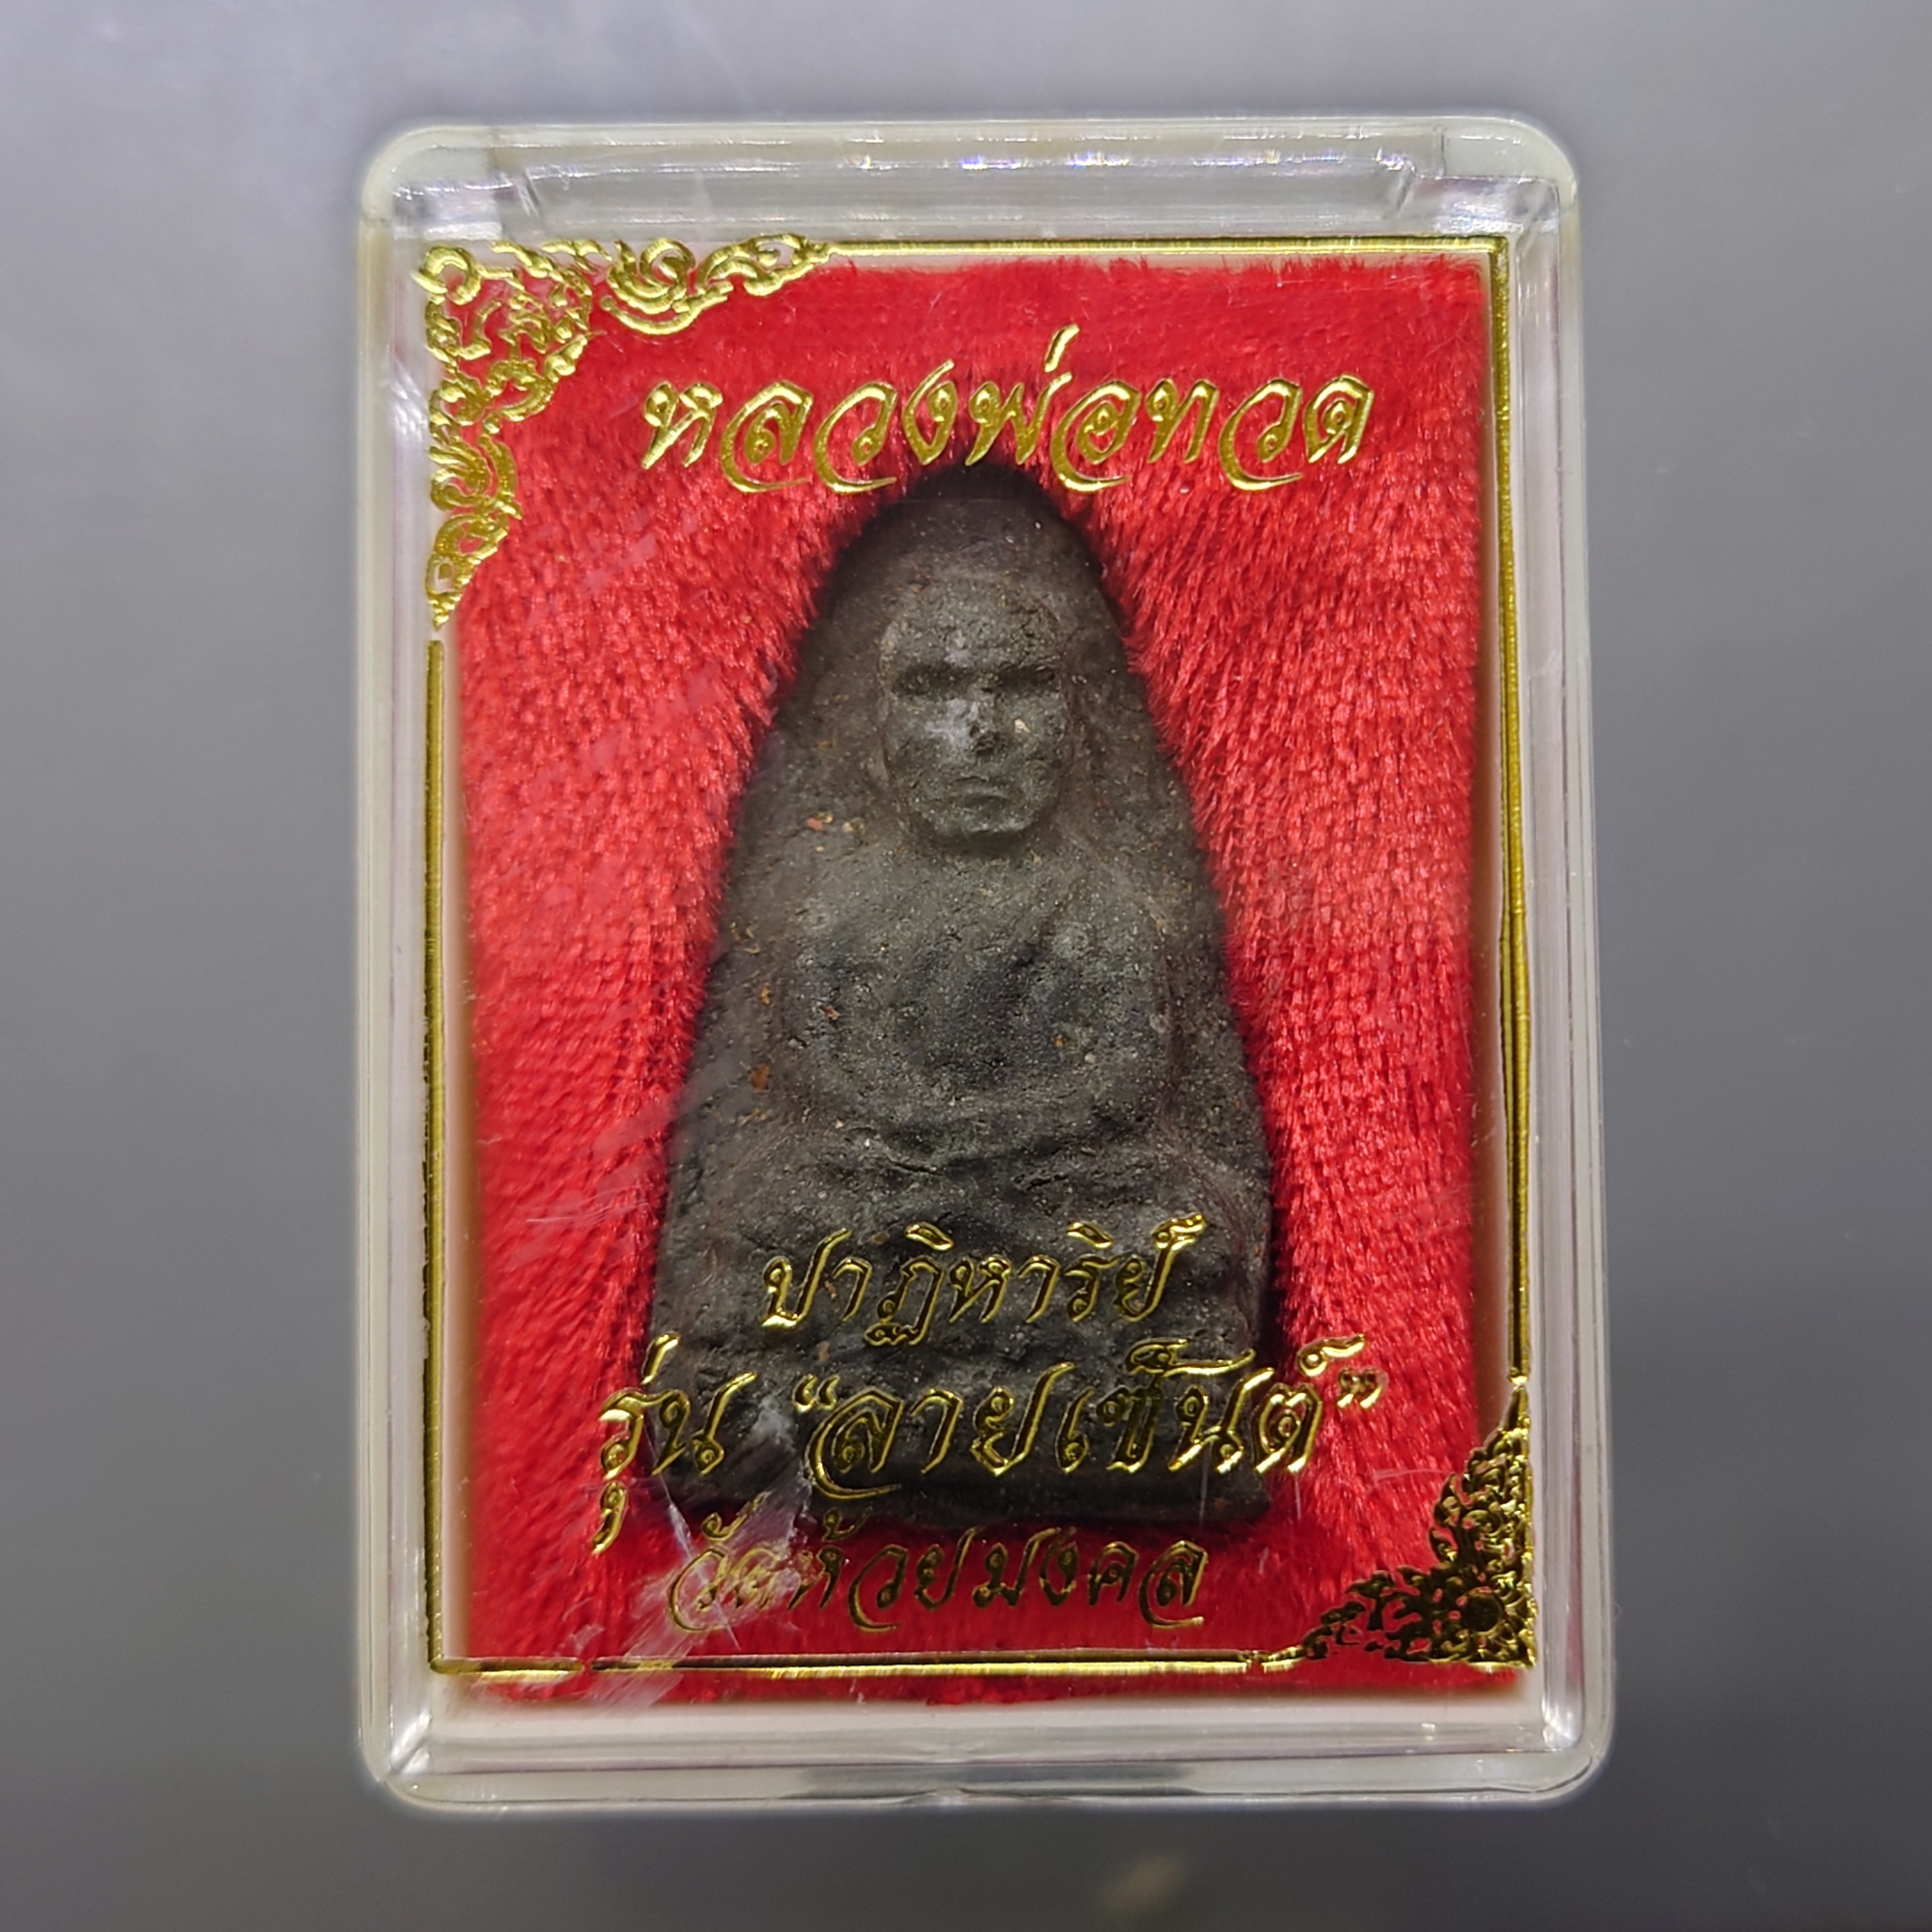 หลวงพ่อทวด
ปาฏิหาริย์
รุ่น “ลายเซ็นต์”
วัดห้วยมงคล